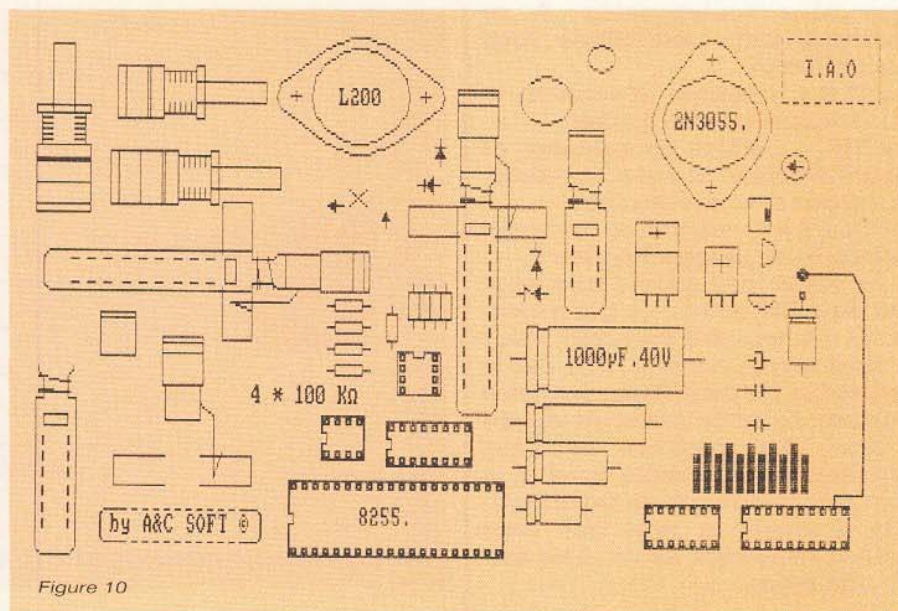 I.A.O
L200
2N3055.
1000µF.40V
4 * 100 KΩ
8255.
by A&C SOFT ©
Figure 10